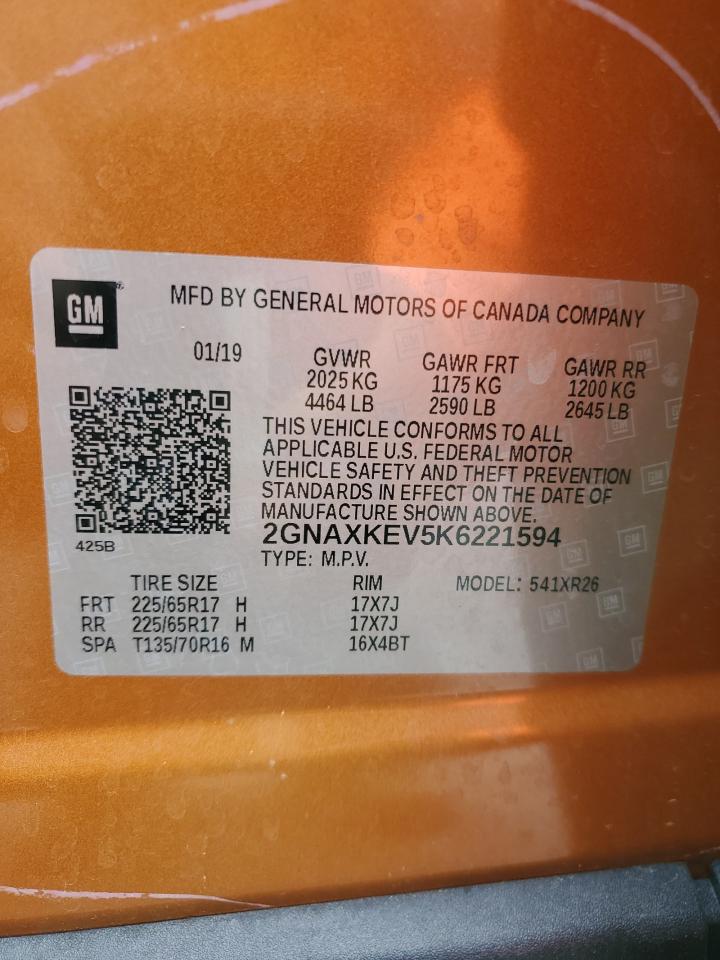 GM
MFD BY GENERAL MOTORS OF CANADA COMPANY
01/19 GVWR GAWR FRT GAWR RR
2025 KG 1175 KG 1200 KG
4464 LB 2590 LB 2645 LB
THIS VEHICLE CONFORMS TO ALL
APPLICABLE U.S. FEDERAL MOTOR
VEHICLE SAFETY AND THEFT PREVENTION
STANDARDS IN EFFECT ON THE DATE OF
MANUFACTURE SHOWN ABOVE.
2GNAXKEV5K6221594
425B TYPE: M.P.V.
TIRE SIZE RIM MODEL: 541XR26
FRT 225/65R17 H 17X7J
RR 225/65R17 H 17X7J
SPA T135/70R16 M 16X4BT